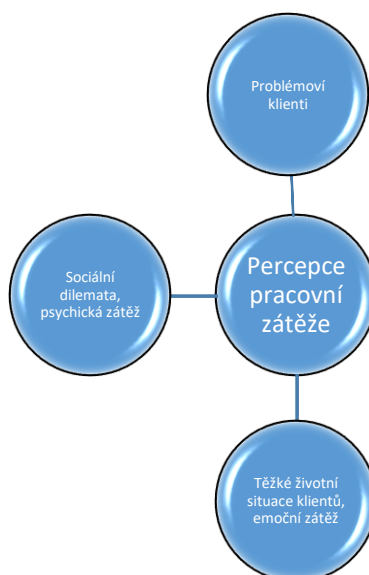 Problémoví
klienti
Percepce
pracovní
zátěže
Sociální
dilemata,
psychická zátěž
Těžké životní
situace klientů,
emoční zátěž